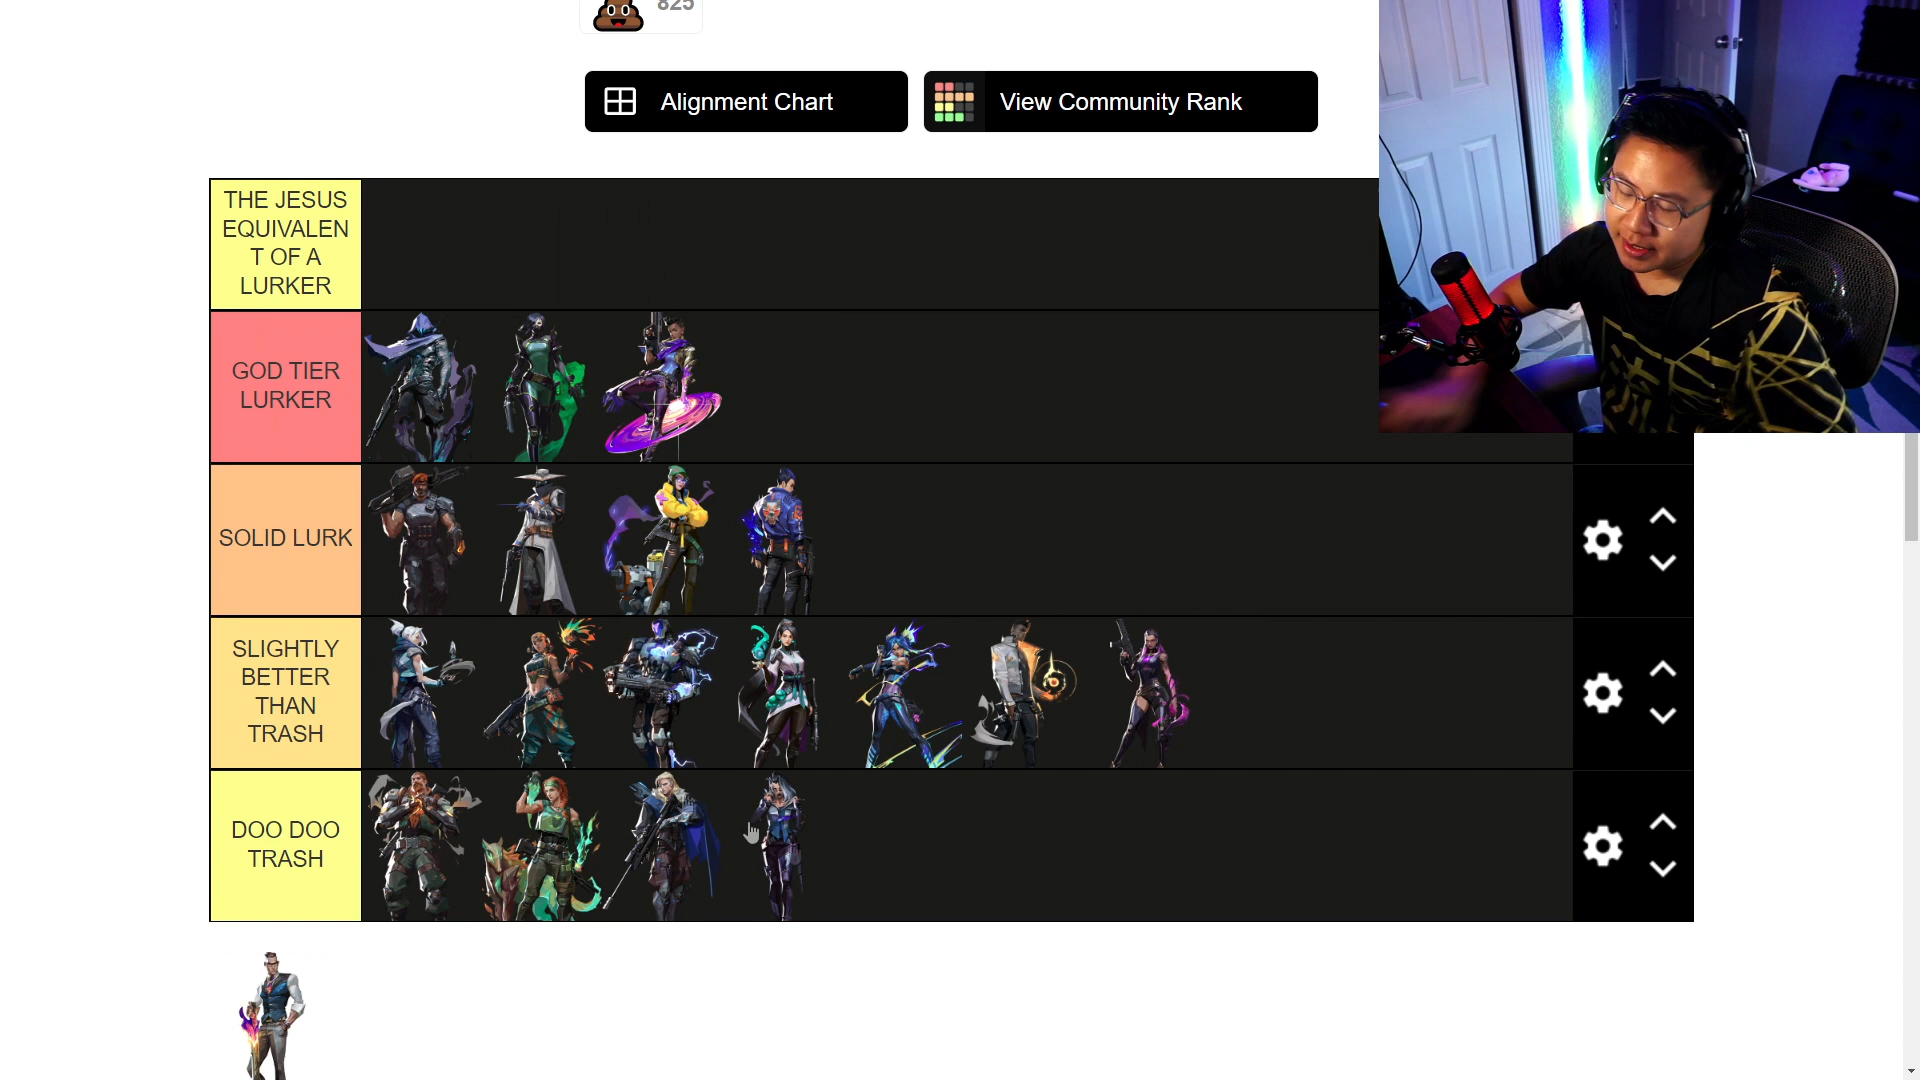 825
Alignment Chart
View Community Rank
THE JESUS
EQUIVALEN
T OF A
LURKER
GOD TIER
LURKER
SOLID LURK
SLIGHTLY
BETTER
THAN
TRASH
DOO DOO
TRASH